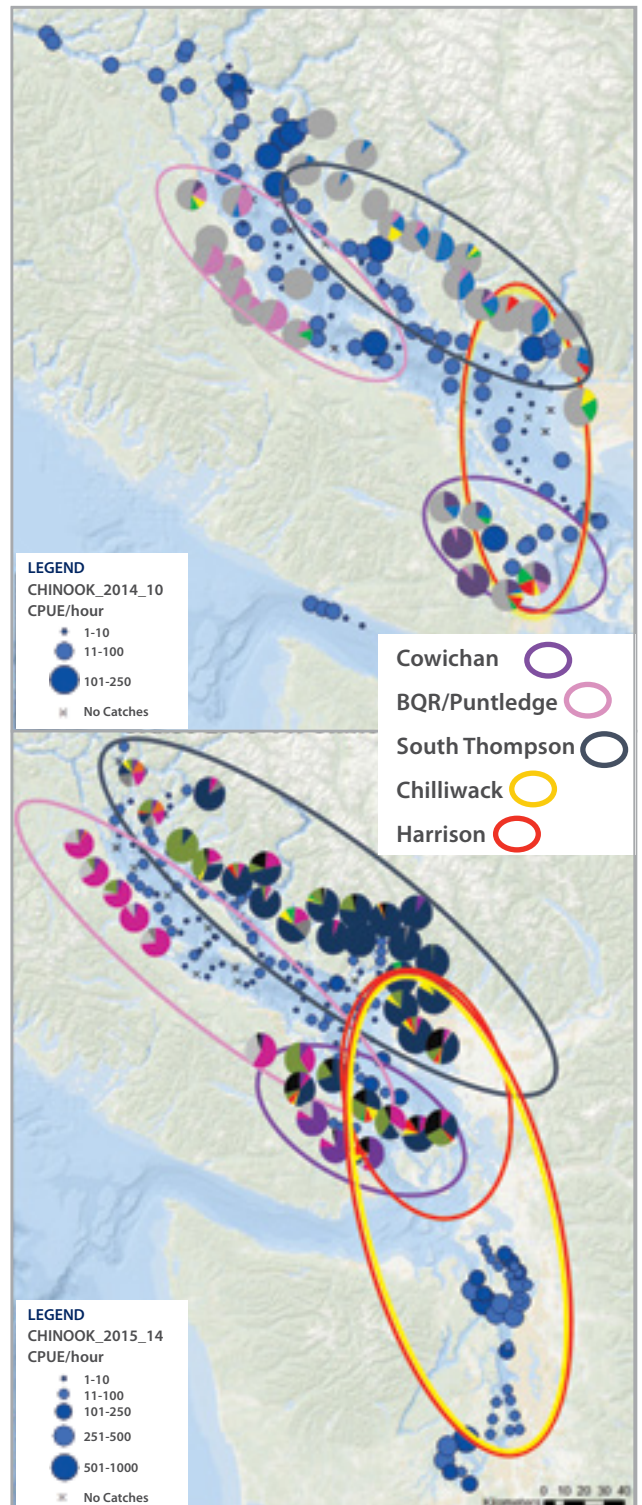 LEGEND
CHINOOK_2014_10
CPUE/hour
1-10
11-100
101-250
No Catches
Cowichan
BQR/Puntledge
South Thompson
Chilliwack
Harrison
LEGEND
CHINOOK_2015_14
CPUE/hour
1-10
11-100
101-250
251-500
501-1000
No Catches
0 10 20 30 40